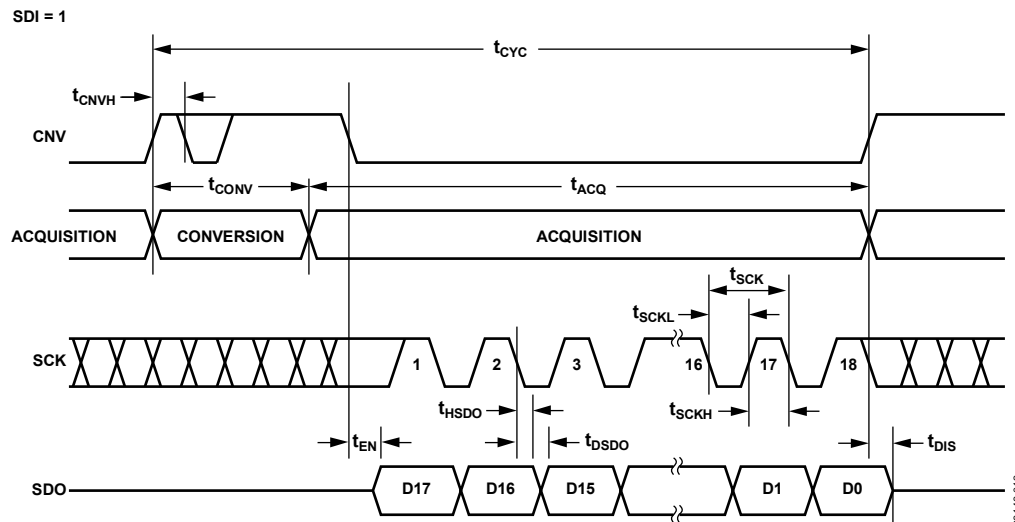 SDI = 1
tCYC
tCNVH
CNV
tCONV
tACQ
ACQUISITION
CONVERSION
ACQUISITION
tSCK
tSCKL
SCK
1
2
3
16
17
18
tHSDO
tSCKH
tEN
tDSDO
tDIS
SDO
D17
D16
D15
D1
D0